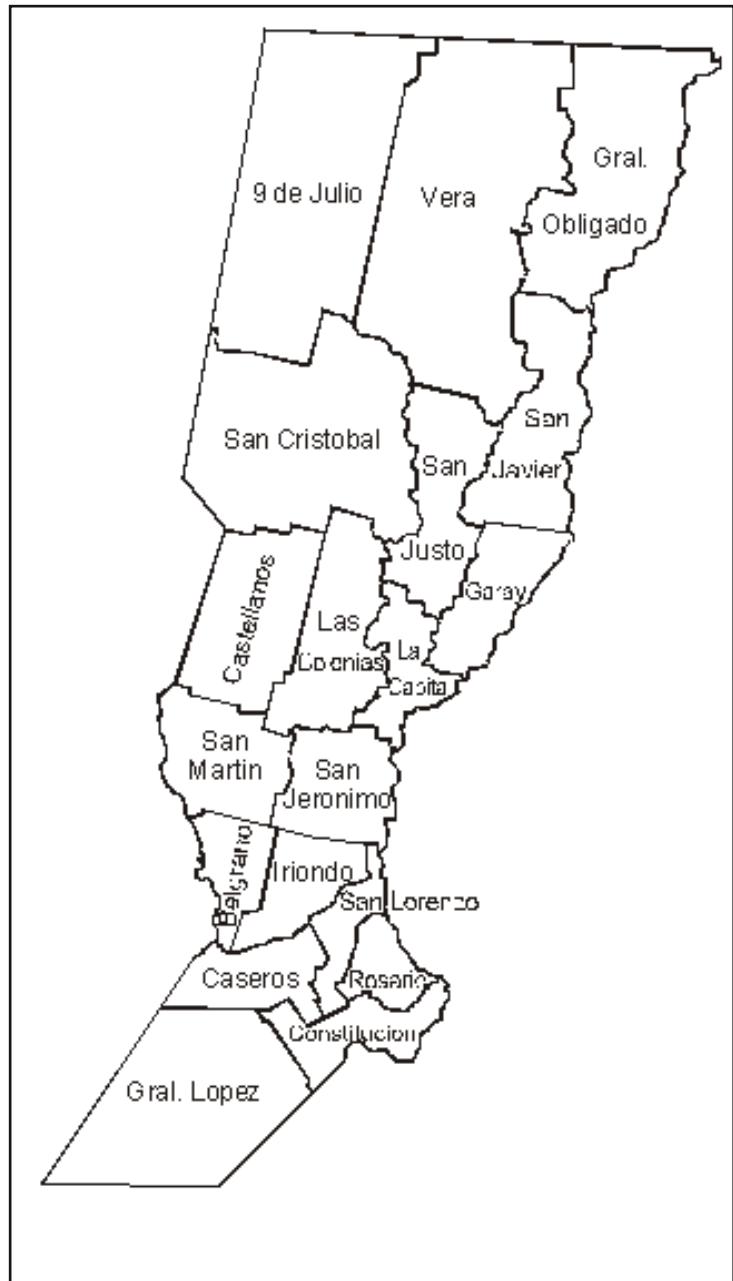 9 de Julio
Vera
Gral.
Obligado
San Cristobal
San
Javier
San
Justo
Castellanos
Las
Colonias
Garay
La
Capital
San
Martin
San
Jeronimo
Belgrano
Iriondo
San Lorenzo
Caseros
Rosario
Constitucion
Gral. Lopez